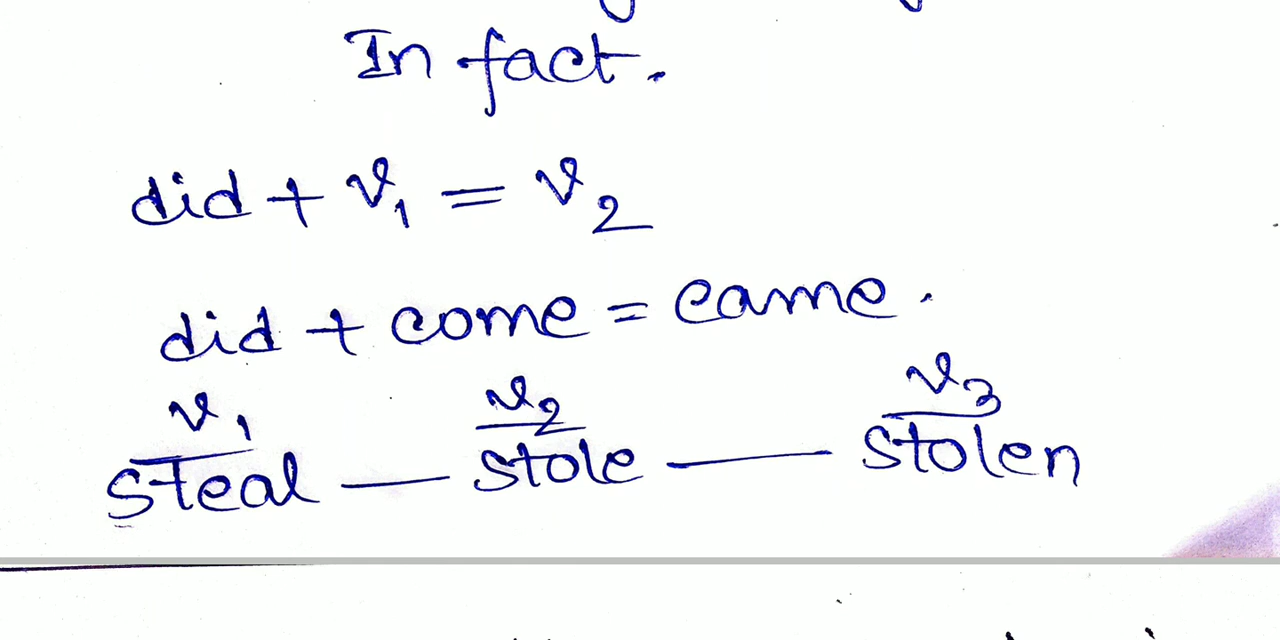 In fact.
did + v1 = v2
did + come = came.
v1 v2 v3
steal — stole — stolen